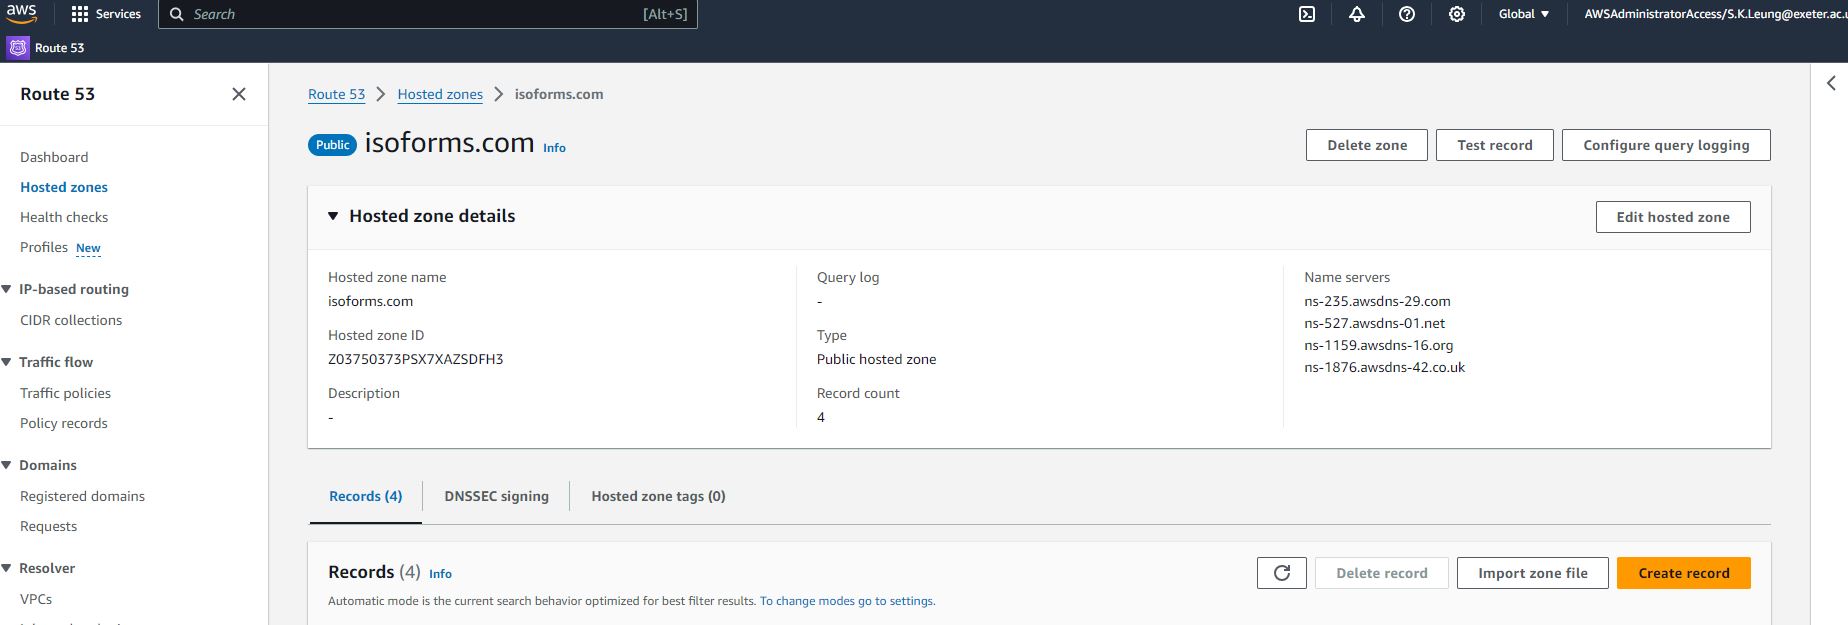 aws
Services
Search
[Alt+S]
Global
AWSAdministratorAccess/S.K.Leung@exeter.ac.u
Route 53
Route 53
Dashboard
Hosted zones
Health checks
Profiles New
IP-based routing
CIDR collections
Traffic flow
Traffic policies
Policy records
Domains
Registered domains
Requests
Resolver
VPCs
Route 53 > Hosted zones > isoforms.com
Public isoforms.com Info
Delete zone
Test record
Configure query logging
Hosted zone details
Edit hosted zone
Hosted zone name
isoforms.com
Hosted zone ID
Z03750373PSX7XAZSDFH3
Description
-
Query log
-
Type
Public hosted zone
Record count
4
Name servers
ns-235.awsdns-29.com
ns-527.awsdns-01.net
ns-1159.awsdns-16.org
ns-1876.awsdns-42.co.uk
Records (4)
DNSSEC signing
Hosted zone tags (0)
Records (4) Info
Delete record
Import zone file
Create record
Automatic mode is the current search behavior optimized for best filter results. To change modes go to settings.